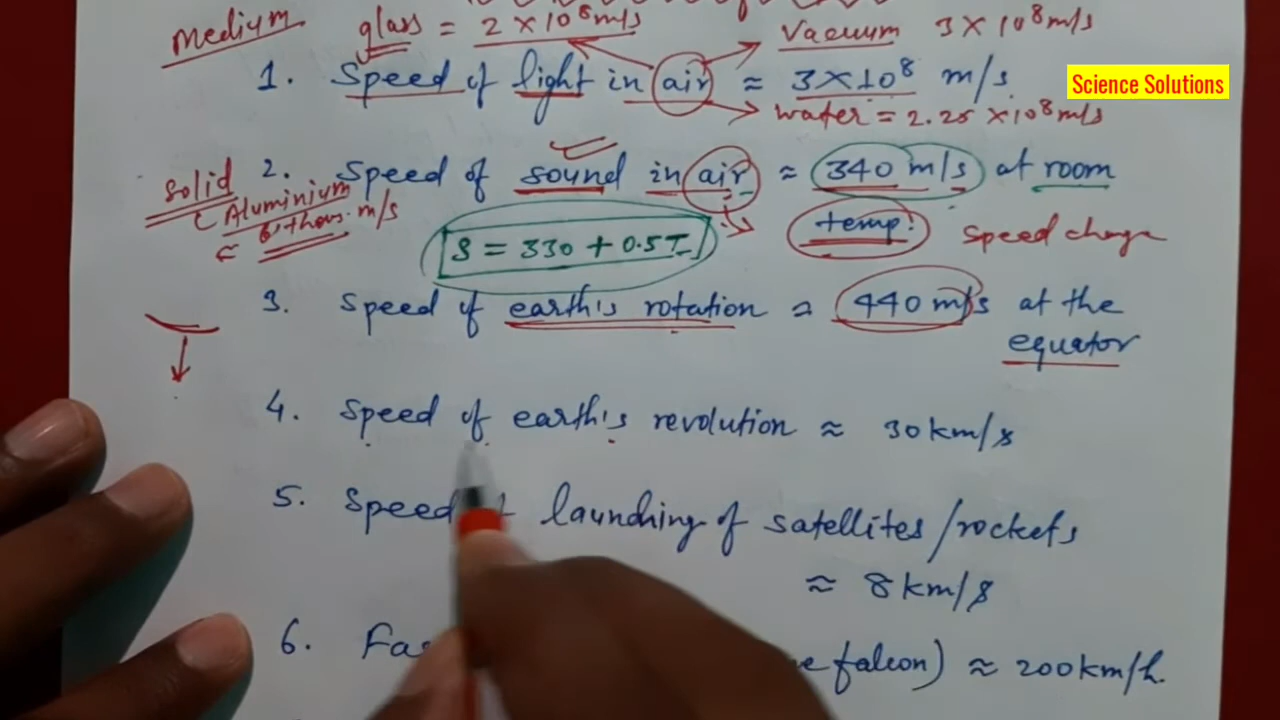 medium glass = 2 × 10⁸ m/s Vacuum 3 × 10⁸ m/s
1. Speed of light in air ≈ 3×10⁸ m/s
Science Solutions
water = 2.25 ×10⁸ m/s
2. Speed of sound in air ≈ 340 m/s at room
temp. Speed change
Solid
(Aluminium
≈ 6 thous. m/s
S = 330 + 0.5T
3. Speed of earth's rotation ≈ 440 m/s at the
equator
4. Speed of earth's revolution ≈ 30 km/s
5. Speed of launching of satellites/rockets
≈ 8 km/s
6. falcon) ≈ 200 km/h.